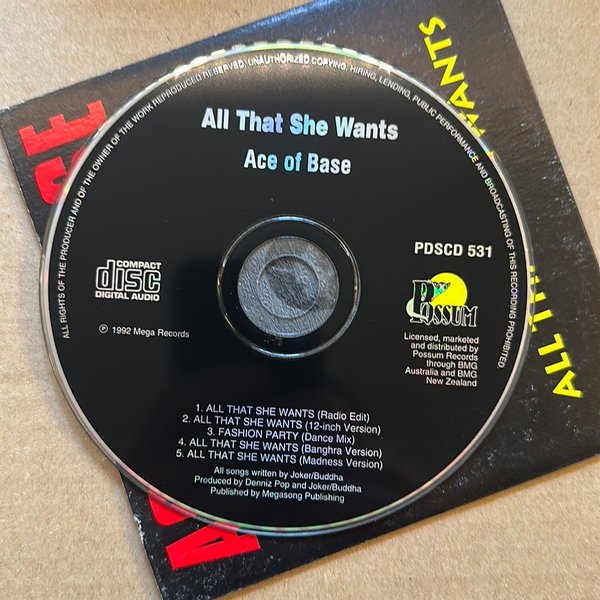 ALL RIGHTS OF THE PRODUCER AND OF THE OWNER OF THE WORK REPRODUCED RESERVED. UNAUTHORIZED COPYING, HIRING, LENDING, PUBLIC PERFORMANCE AND BROADCASTING OF THIS RECORDING PROHIBITED
All That She Wants
Ace of Base
PDSCD 531
COMPACT
disc
DIGITAL AUDIO
POSSUM
℗ 1992 Mega Records
Licensed, marketed
and distributed by
Possum Records
through BMG
Australia and BMG
New Zealand
1. ALL THAT SHE WANTS (Radio Edit)
2. ALL THAT SHE WANTS (12-inch Version)
3. FASHION PARTY (Dance Mix)
4. ALL THAT SHE WANTS (Banghra Version)
5. ALL THAT SHE WANTS (Madness Version)
All songs written by Joker/Buddha
Produced by Denniz Pop and Joker/Buddha
Published by Megasong Publishing
ALL
WANTS